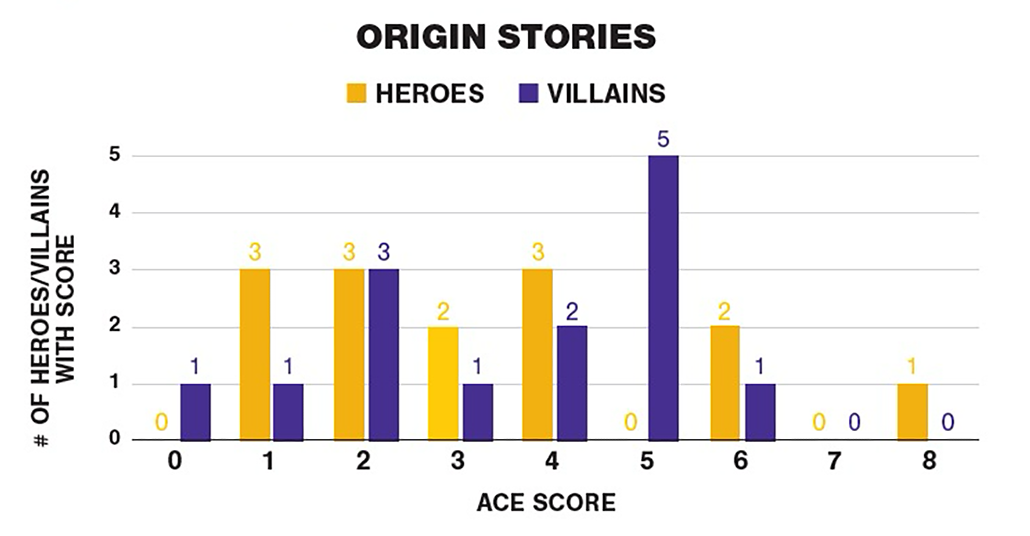 ORIGIN STORIES
HEROES VILLAINS
# OF HEROES/VILLAINS
WITH SCORE
5
4
3
2
1
0
0 1
3 1
3 3
2 1
3 2
0 5
2 1
0 0
1 0
0 1 2 3 4 5 6 7 8
ACE SCORE